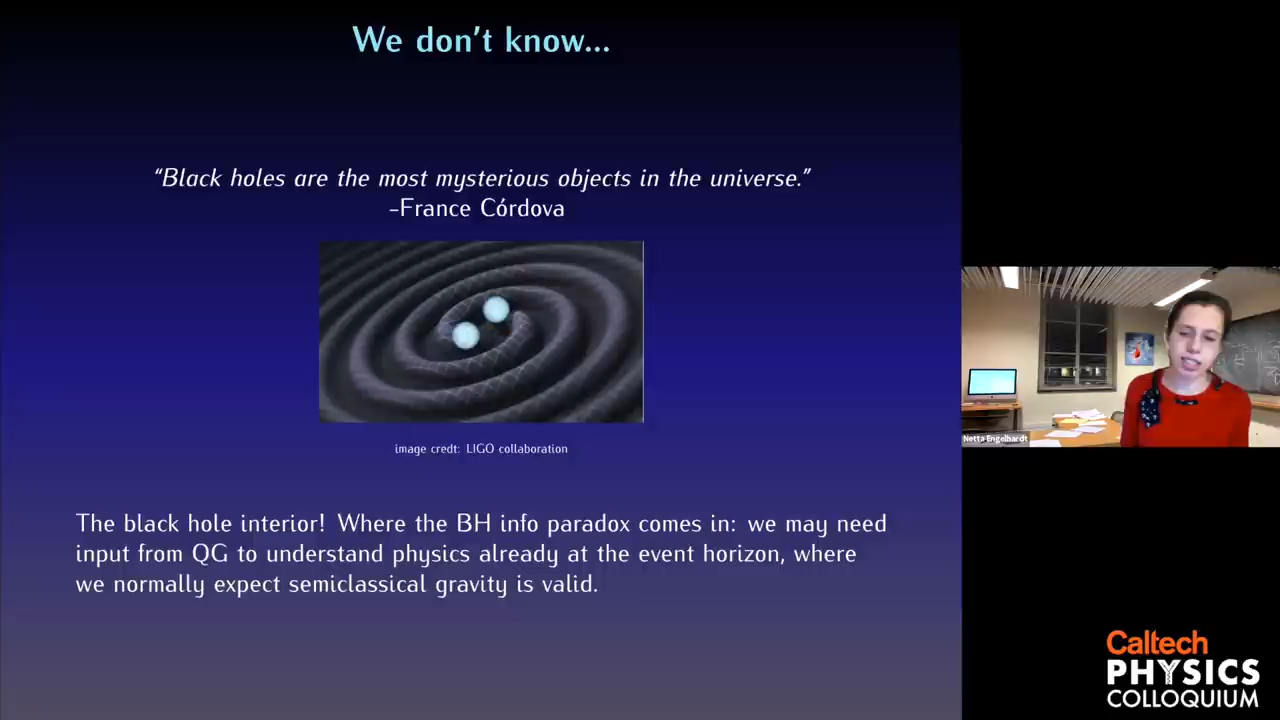 We don't know...
“Black holes are the most mysterious objects in the universe.”
-France Córdova
image credt: LIGO collaboration
The black hole interior! Where the BH info paradox comes in: we may need
input from QG to understand physics already at the event horizon, where
we normally expect semiclassical gravity is valid.
Netta Engelhardt
Caltech
PHYSICS
COLLOQUIUM